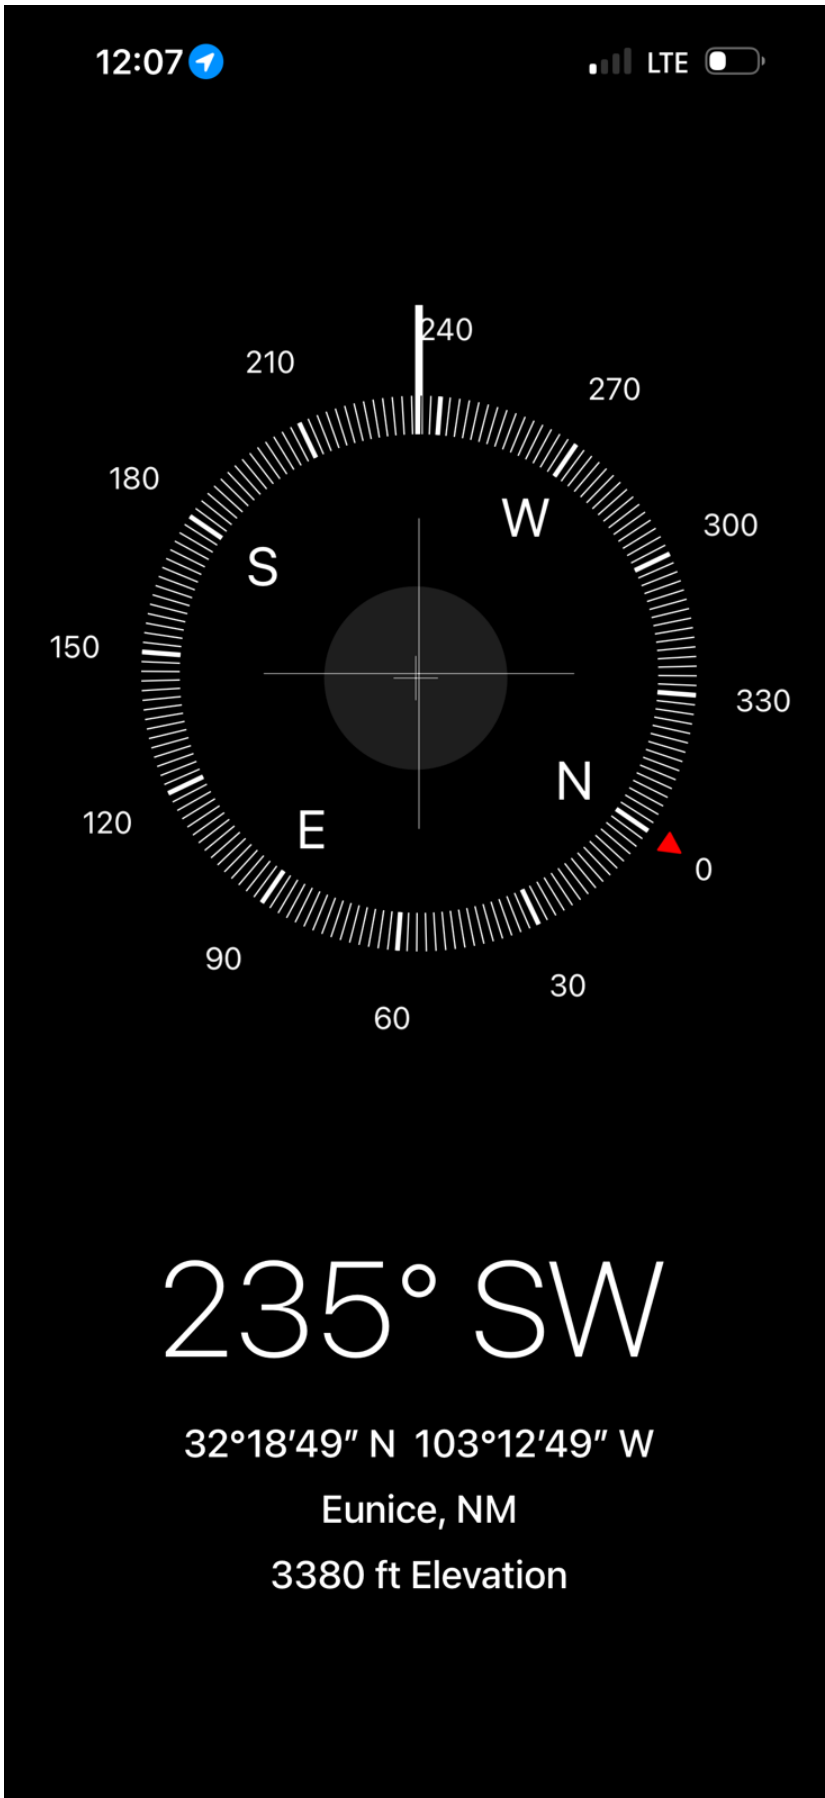 12:07 LTE
240
210
270
180
300
W
S
150
330
N
E
120
0
90
30
60
235° SW
32°18′49″ N 103°12′49″ W
Eunice, NM
3380 ft Elevation